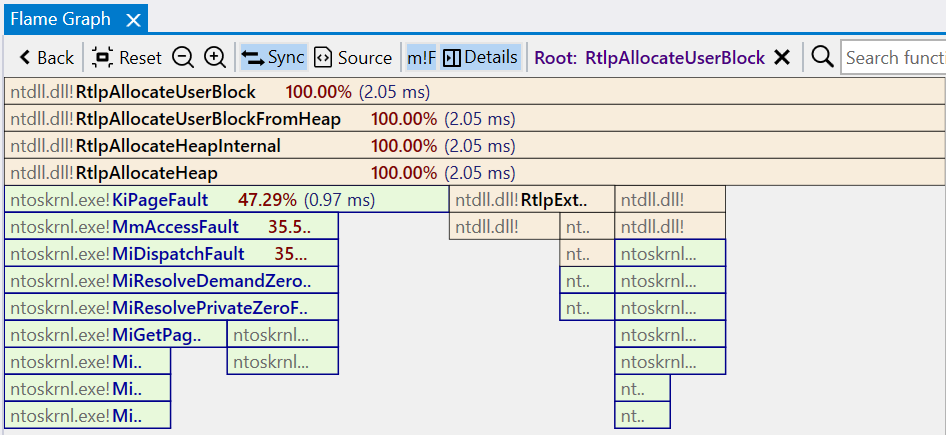 Flame Graph
Back Reset Sync Source m!F Details Root: RtlpAllocateUserBlock Search functi
ntdll.dll!RtlpAllocateUserBlock 100.00% (2.05 ms)
ntdll.dll!RtlpAllocateUserBlockFromHeap 100.00% (2.05 ms)
ntdll.dll!RtlpAllocateHeapInternal 100.00% (2.05 ms)
ntdll.dll!RtlpAllocateHeap 100.00% (2.05 ms)
ntoskrnl.exe!KiPageFault 47.29% (0.97 ms) ntdll.dll!RtlpExt.. ntdll.dll!
ntoskrnl.exe!MmAccessFault 35.5.. ntdll.dll! nt.. ntdll.dll!
ntoskrnl.exe!MiDispatchFault 35... nt.. ntoskrnl...
ntoskrnl.exe!MiResolveDemandZero.. nt.. ntoskrnl...
ntoskrnl.exe!MiResolvePrivateZeroF.. nt.. ntoskrnl...
ntoskrnl.exe!MiGetPag.. ntoskrnl... ntoskrnl...
ntoskrnl.exe!Mi.. ntoskrnl... ntoskrnl...
ntoskrnl.exe!Mi.. nt..
ntoskrnl.exe!Mi.. nt..